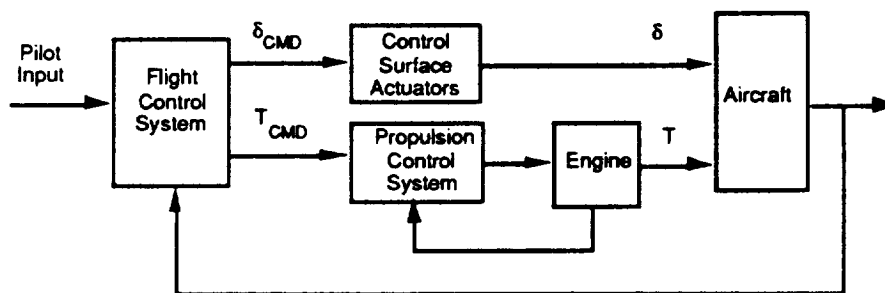 Pilot
Input
Flight
Control
System
δCMD
TCMD
Control
Surface
Actuators
Propulsion
Control
System
Engine
δ
T
Aircraft